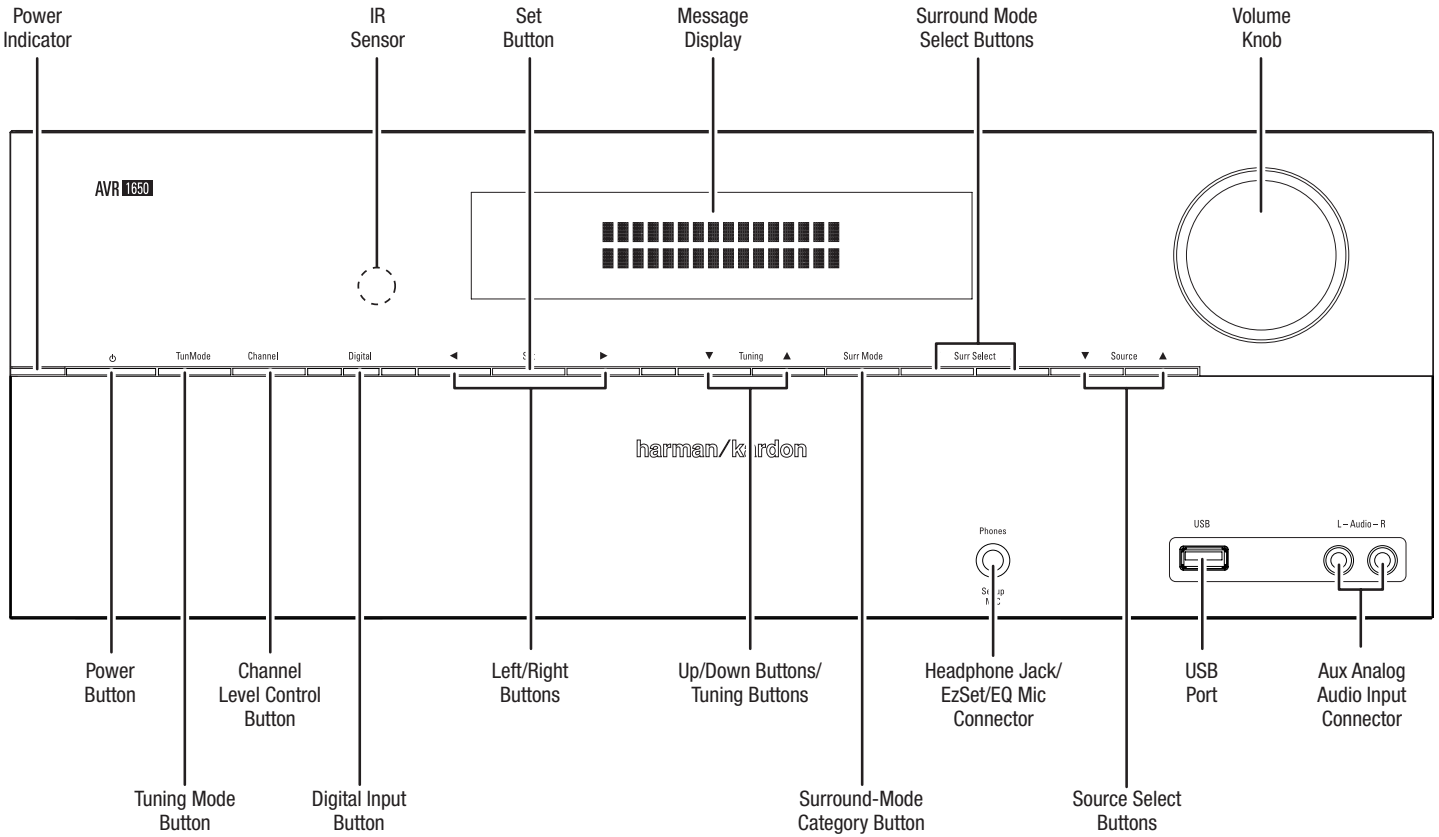 Power
Indicator
IR
Sensor
Set
Button
Message
Display
Surround Mode
Select Buttons
Volume
Knob
AVR 1650
TunMode
Channel
Digital
Tuning
Surr Mode
Surr Select
Source
harman/kardon
Phones
MIC
USB
L – Audio – R
Power
Button
Channel
Level Control
Button
Left/Right
Buttons
Up/Down Buttons/
Tuning Buttons
Headphone Jack/
EzSet/EQ Mic
Connector
USB
Port
Aux Analog
Audio Input
Connector
Tuning Mode
Button
Digital Input
Button
Surround-Mode
Category Button
Source Select
Buttons